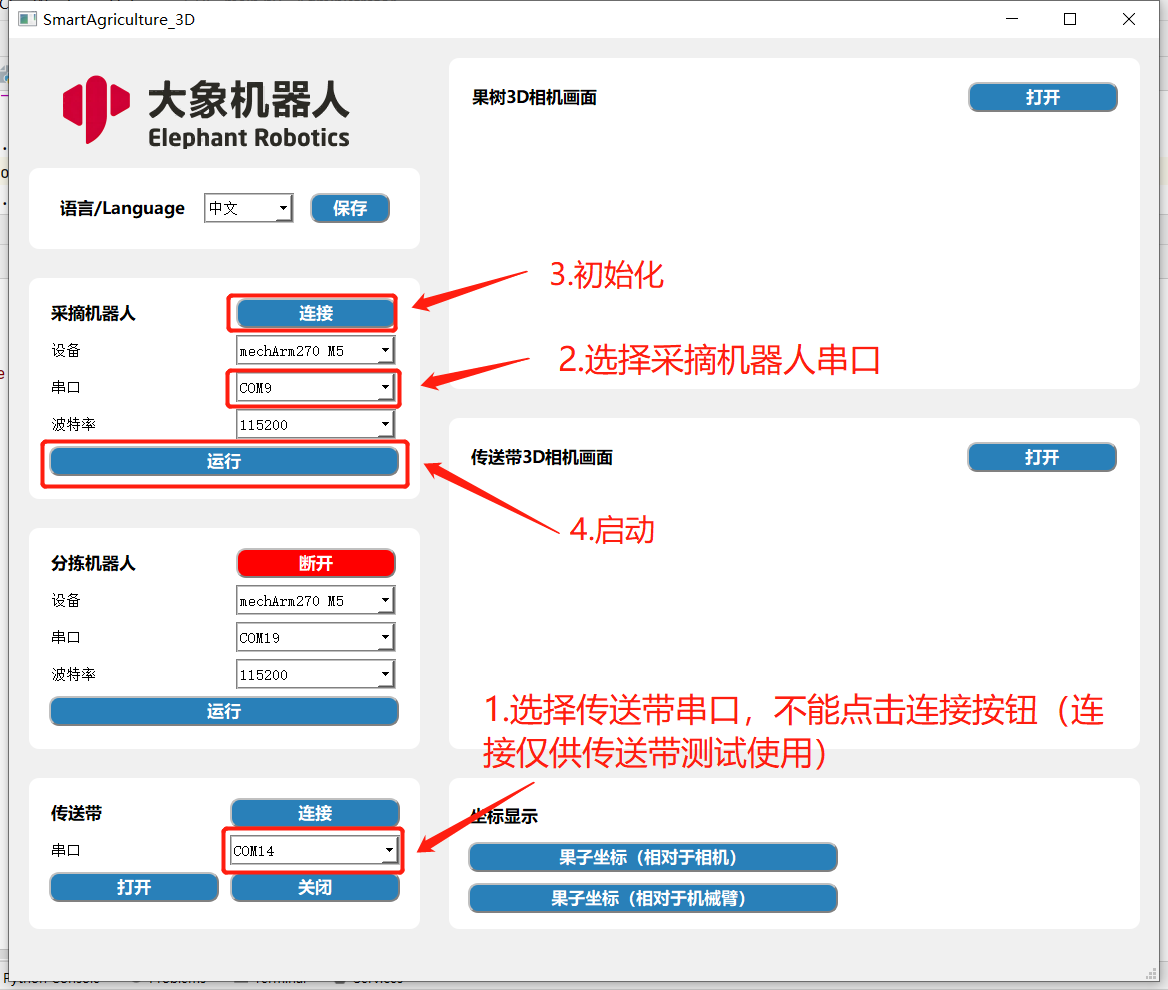 SmartAgriculture_3D
大象机器人
Elephant Robotics
语言/Language 中文 保存
采摘机器人 连接
设备 mechArm270 M5
串口 COM9
波特率 115200
运行
分拣机器人 断开
设备 mechArm270 M5
串口 COM19
波特率 115200
运行
传送带 连接
串口 COM14
打开 关闭
果树3D相机画面 打开
3.初始化
2.选择采摘机器人串口
传送带3D相机画面 打开
4.启动
1.选择传送带串口，不能点击连接按钮（连
接仅供传送带测试使用）
坐标显示
果子坐标（相对于相机）
果子坐标（相对于机械臂）